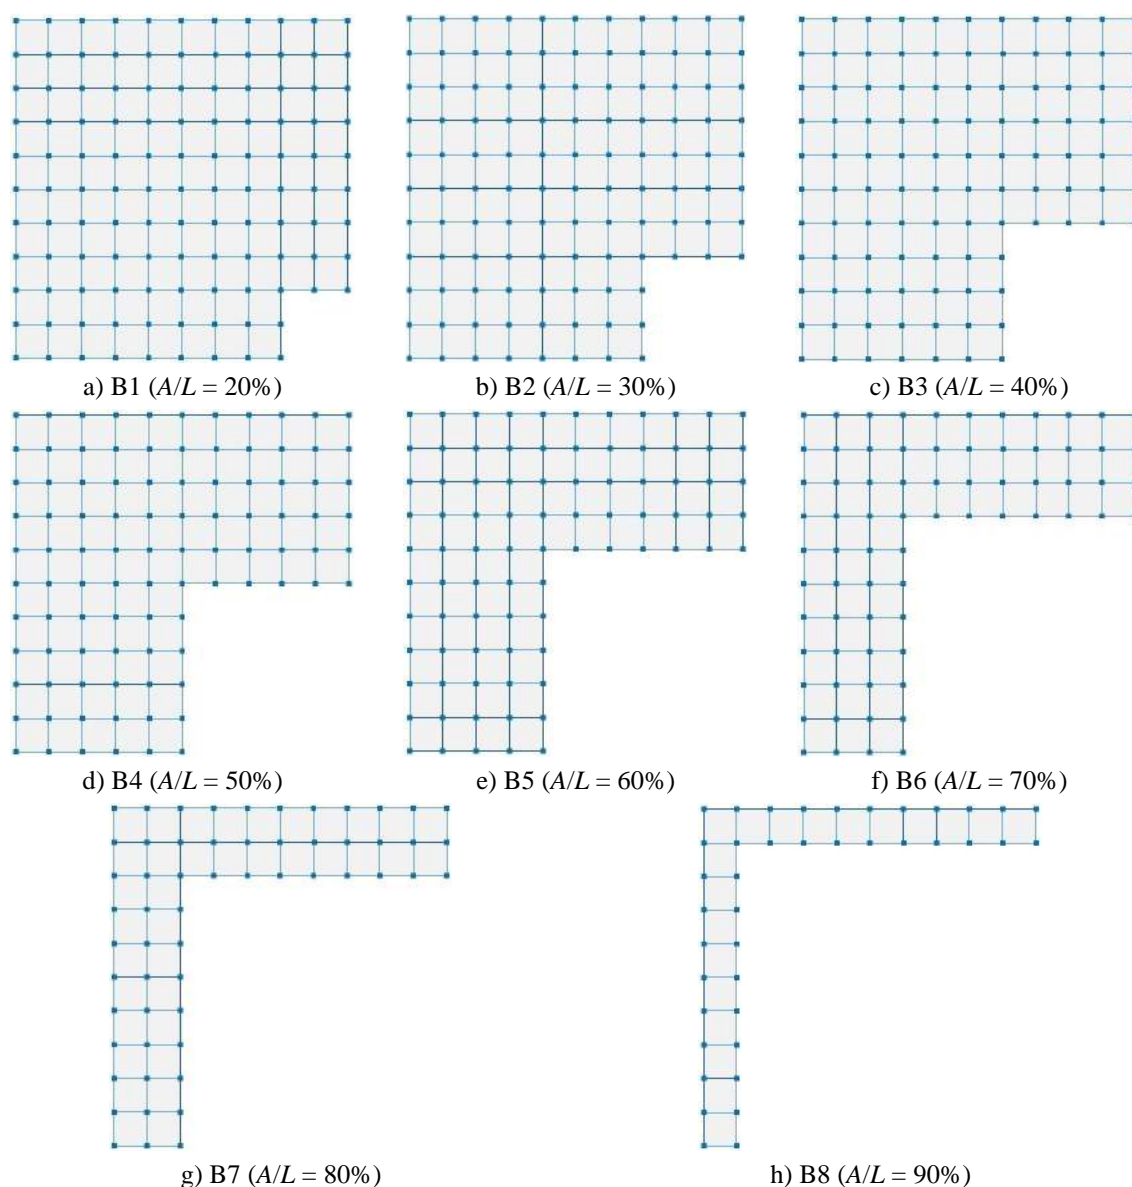 a) B1 (A/L = 20%)
b) B2 (A/L = 30%)
c) B3 (A/L = 40%)
d) B4 (A/L = 50%)
e) B5 (A/L = 60%)
f) B6 (A/L = 70%)
g) B7 (A/L = 80%)
h) B8 (A/L = 90%)